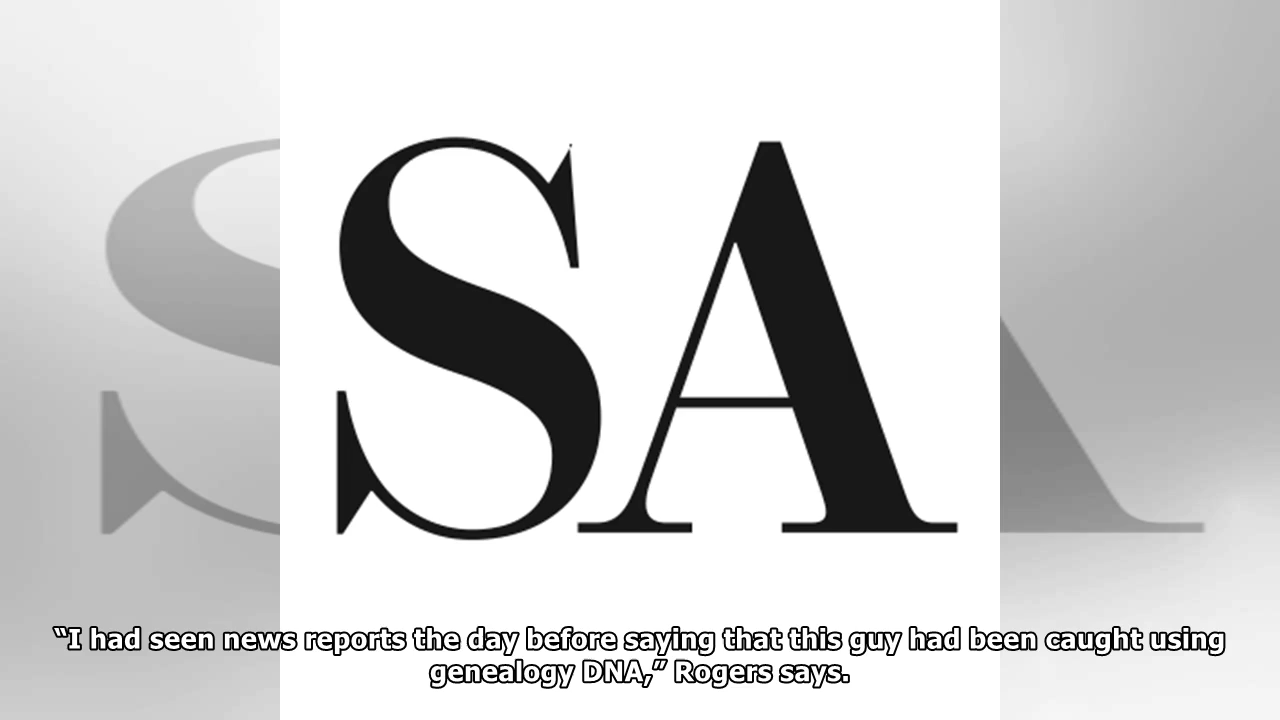 SA
“I had seen news reports the day before saying that this guy had been caught using
genealogy DNA,” Rogers says.